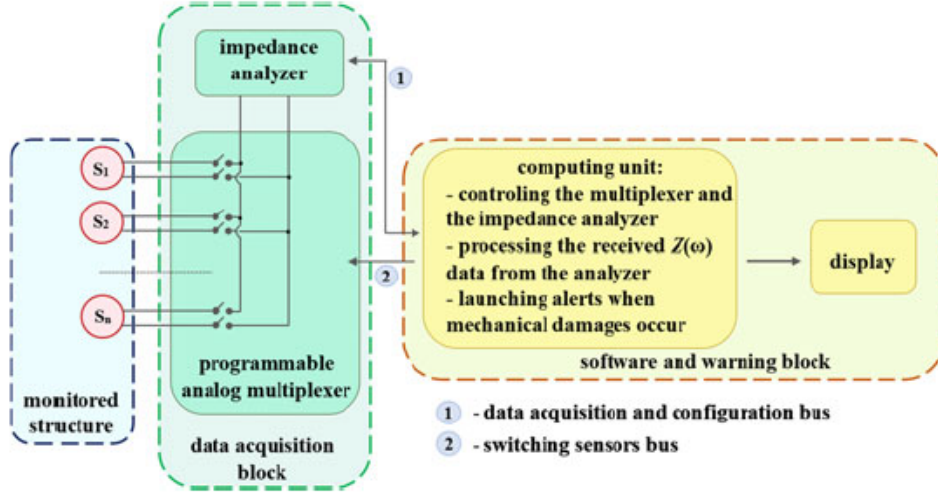 impedance
analyzer
1
S1
S2
Sn
programmable
analog multiplexer
monitored
structure
data acquisition
block
computing unit:
- controling the multiplexer and
the impedance analyzer
- processing the received Z(ω)
data from the analyzer
- launching alerts when
mechanical damages occur
2
display
software and warning block
1 - data acquisition and configuration bus
2 - switching sensors bus